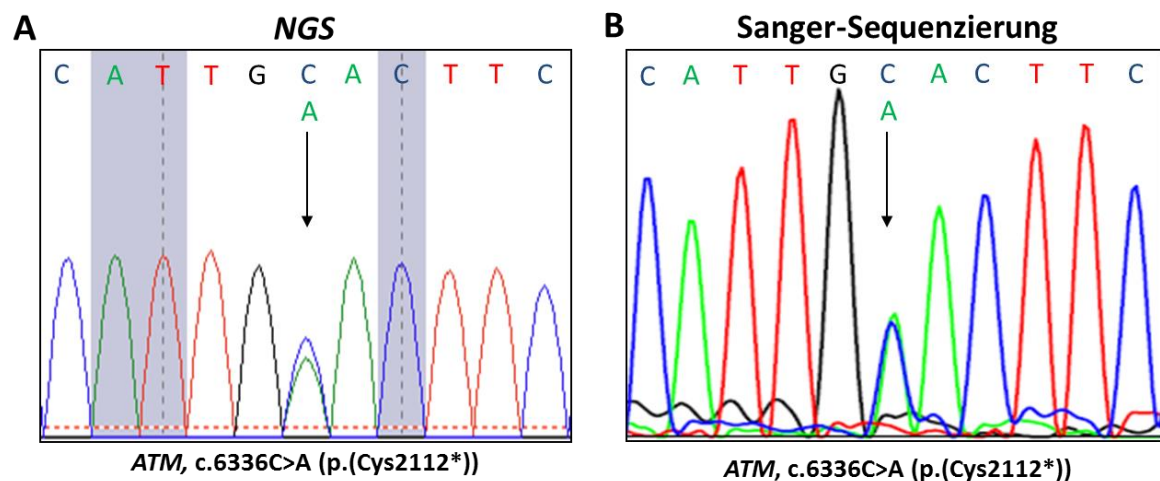 A NGS
C A T T G C A C T T C
A
ATM, c.6336C>A (p.(Cys2112*))
B Sanger-Sequenzierung
C A T T G C A C T T C
A
ATM, c.6336C>A (p.(Cys2112*))